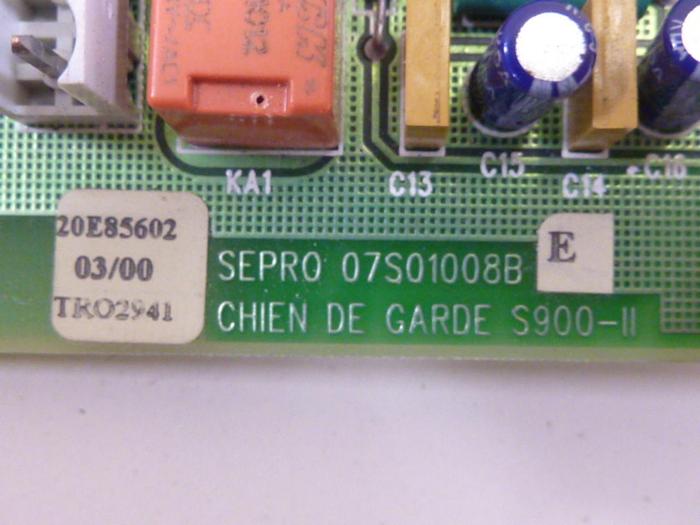 KA1
C13
C15
C14
C16
20E85602
03/00
TRO2941
SEPRO 07S01008B
E
CHIEN DE GARDE S900-II